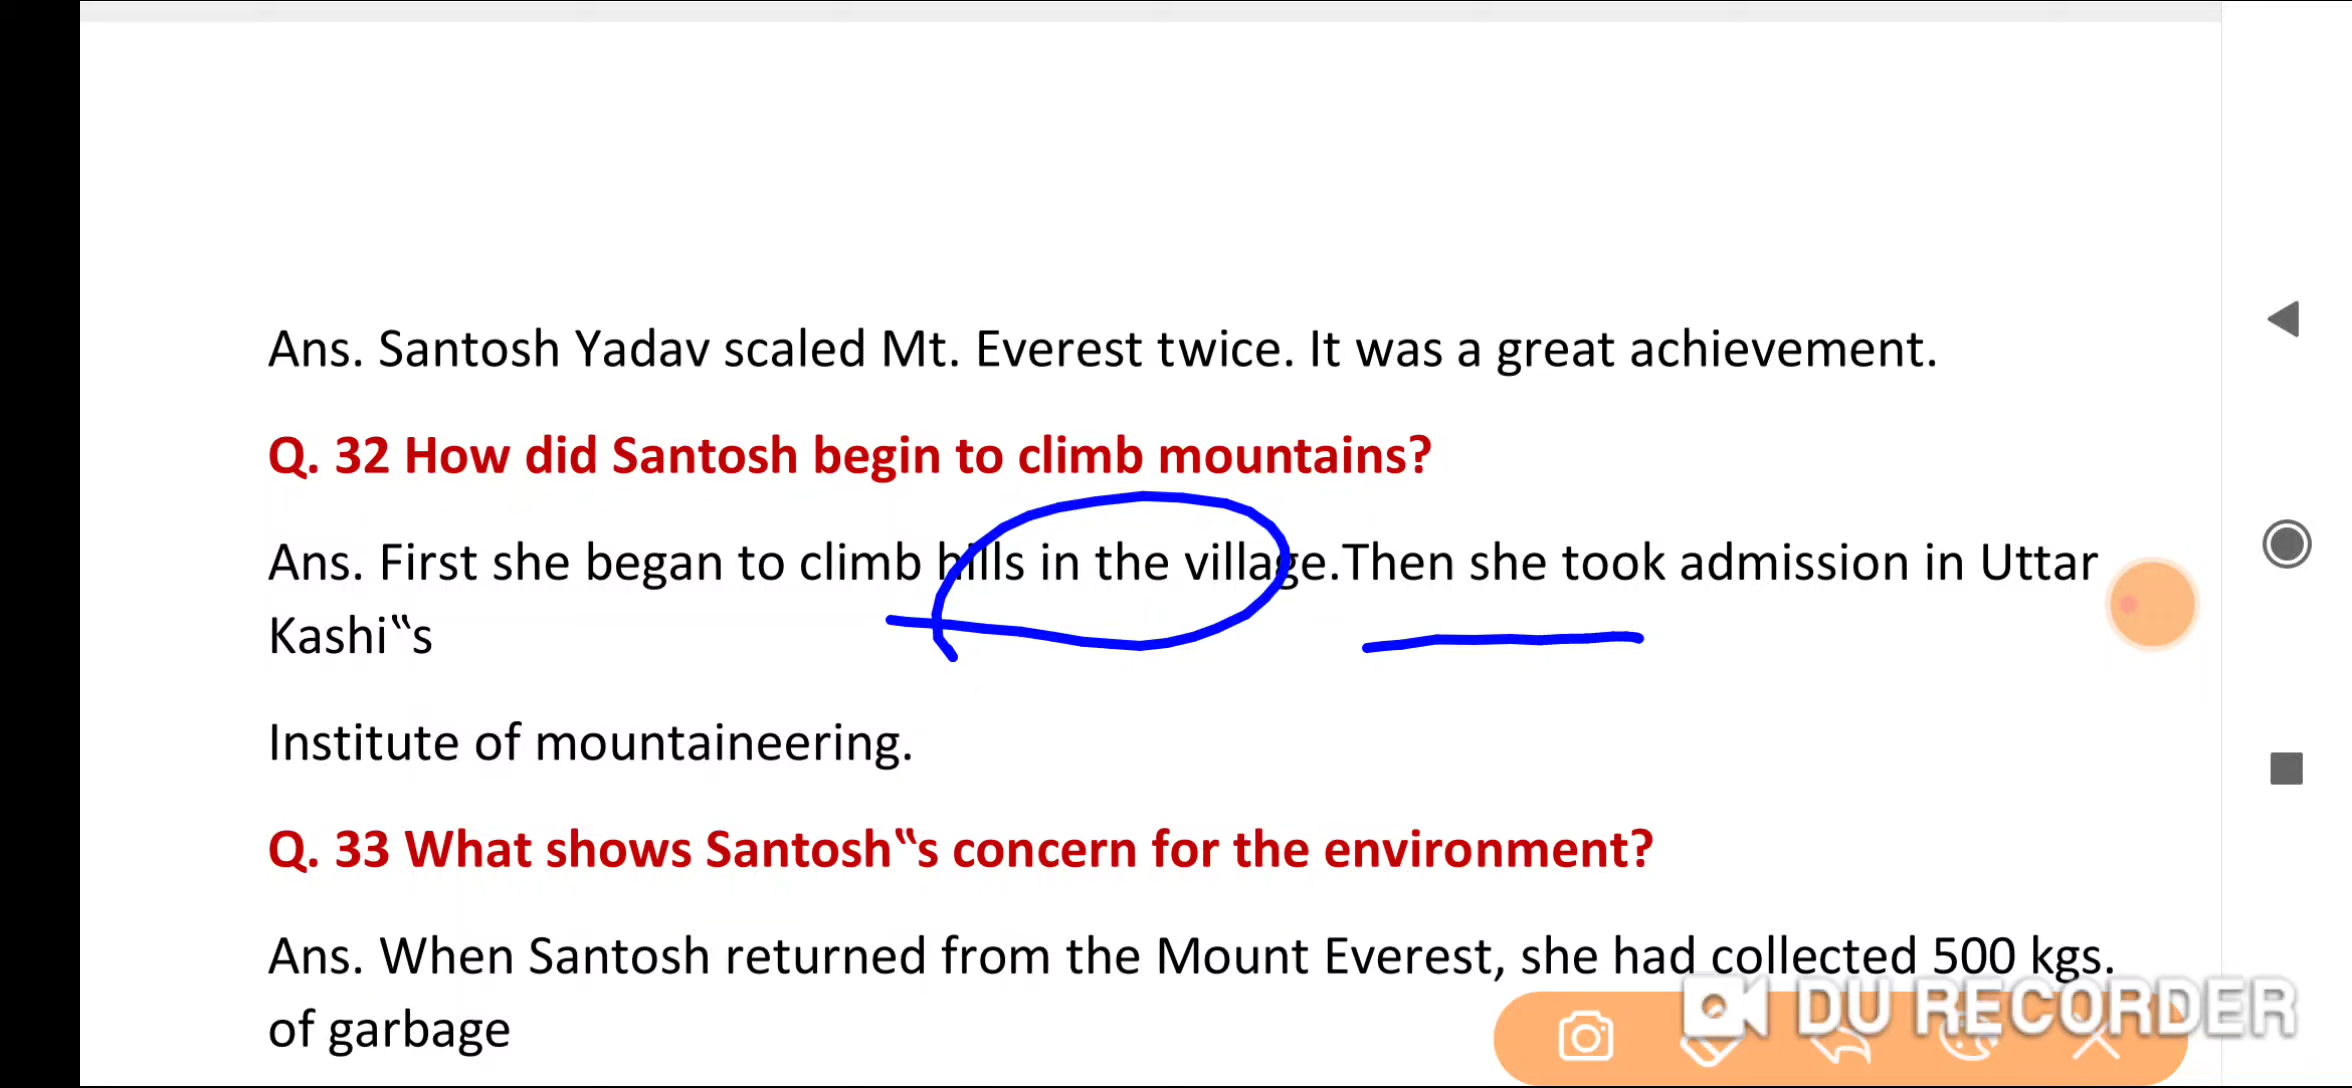 Ans. Santosh Yadav scaled Mt. Everest twice. It was a great achievement.
Q. 32 How did Santosh begin to climb mountains?
Ans. First she began to climb hills in the village.Then she took admission in Uttar
Kashi‟s
Institute of mountaineering.
Q. 33 What shows Santosh‟s concern for the environment?
Ans. When Santosh returned from the Mount Everest, she had collected 500 kgs.
of garbage
DU RECORDER